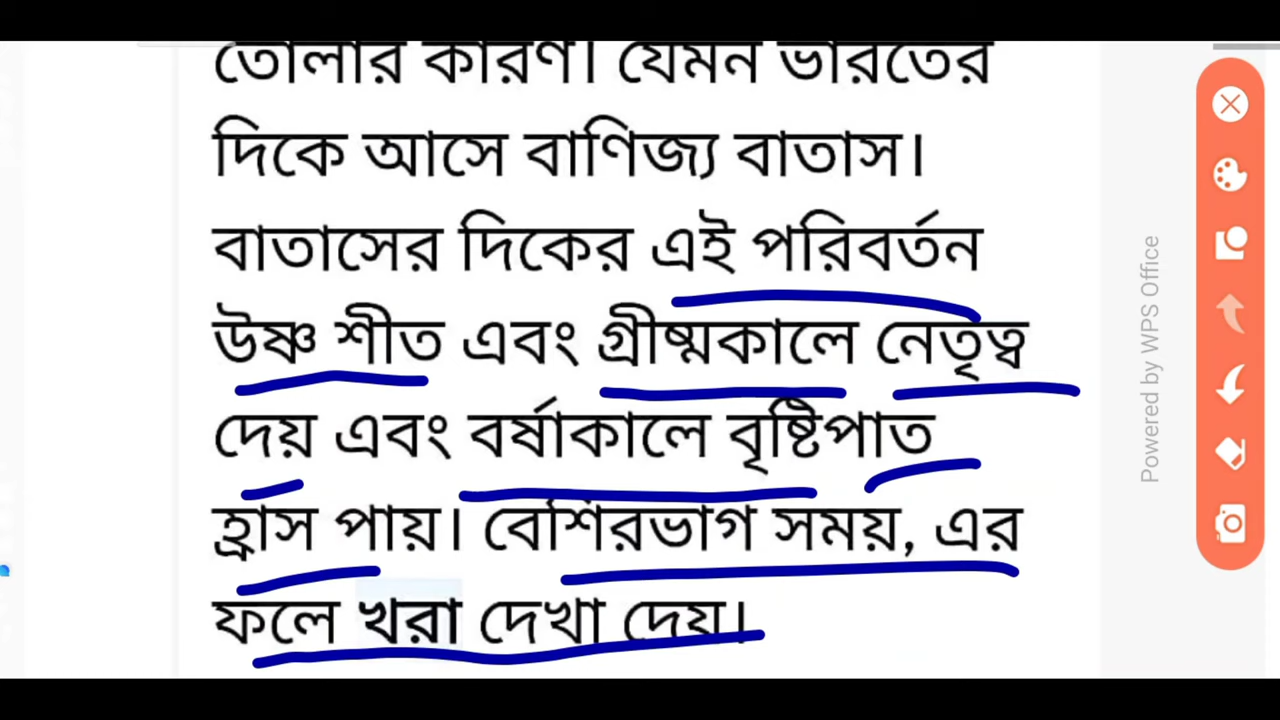 তোলার কারণ। যেমন ভারতের
দিকে আসে বাণিজ্য বাতাস।
বাতাসের দিকের এই পরিবর্তন
উষ্ণ শীত এবং গ্রীষ্মকালে নেতৃত্ব
দেয় এবং বর্ষাকালে বৃষ্টিপাত
হ্রাস পায়। বেশিরভাগ সময়, এর
ফলে খরা দেখা দেয়।
Powered by WPS Office